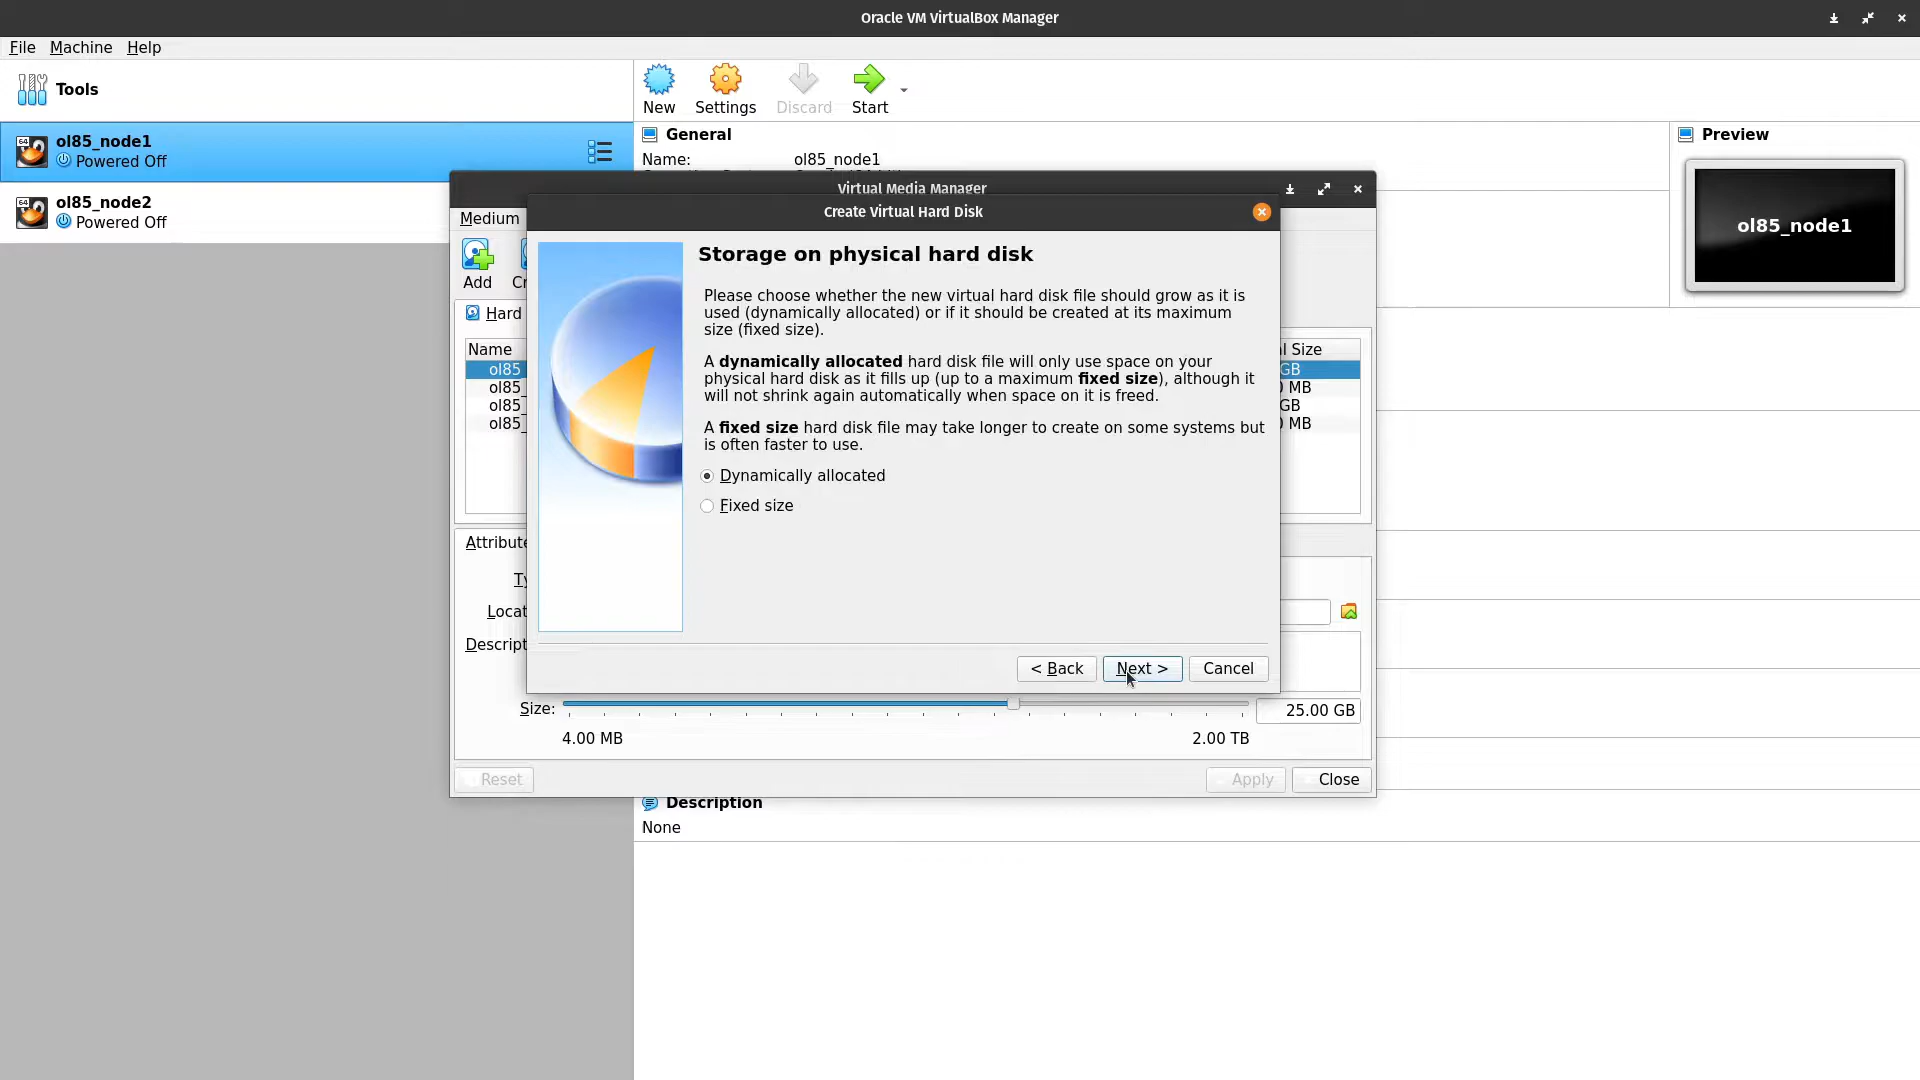 Oracle VM VirtualBox Manager
File Machine Help
Tools
New Settings Discard Start
64 ol85_node1
Powered Off
64 ol85_node2
Powered Off
General
Name: ol85_node1
Preview
ol85_node1
Virtual Media Manager
Medium
Add
Hard
Name
ol85_
ol85_
ol85_
ol85_
Size
GB
MB
GB
MB
Create Virtual Hard Disk
Storage on physical hard disk
Please choose whether the new virtual hard disk file should grow as it is
used (dynamically allocated) or if it should be created at its maximum
size (fixed size).
A dynamically allocated hard disk file will only use space on your
physical hard disk as it fills up (up to a maximum fixed size), although it
will not shrink again automatically when space on it is freed.
A fixed size hard disk file may take longer to create on some systems but
is often faster to use.
Dynamically allocated
Fixed size
< Back Next > Cancel
Attribute
Ty
Locat
Descript
Size: 25.00 GB
4.00 MB 2.00 TB
Reset Apply Close
Description
None